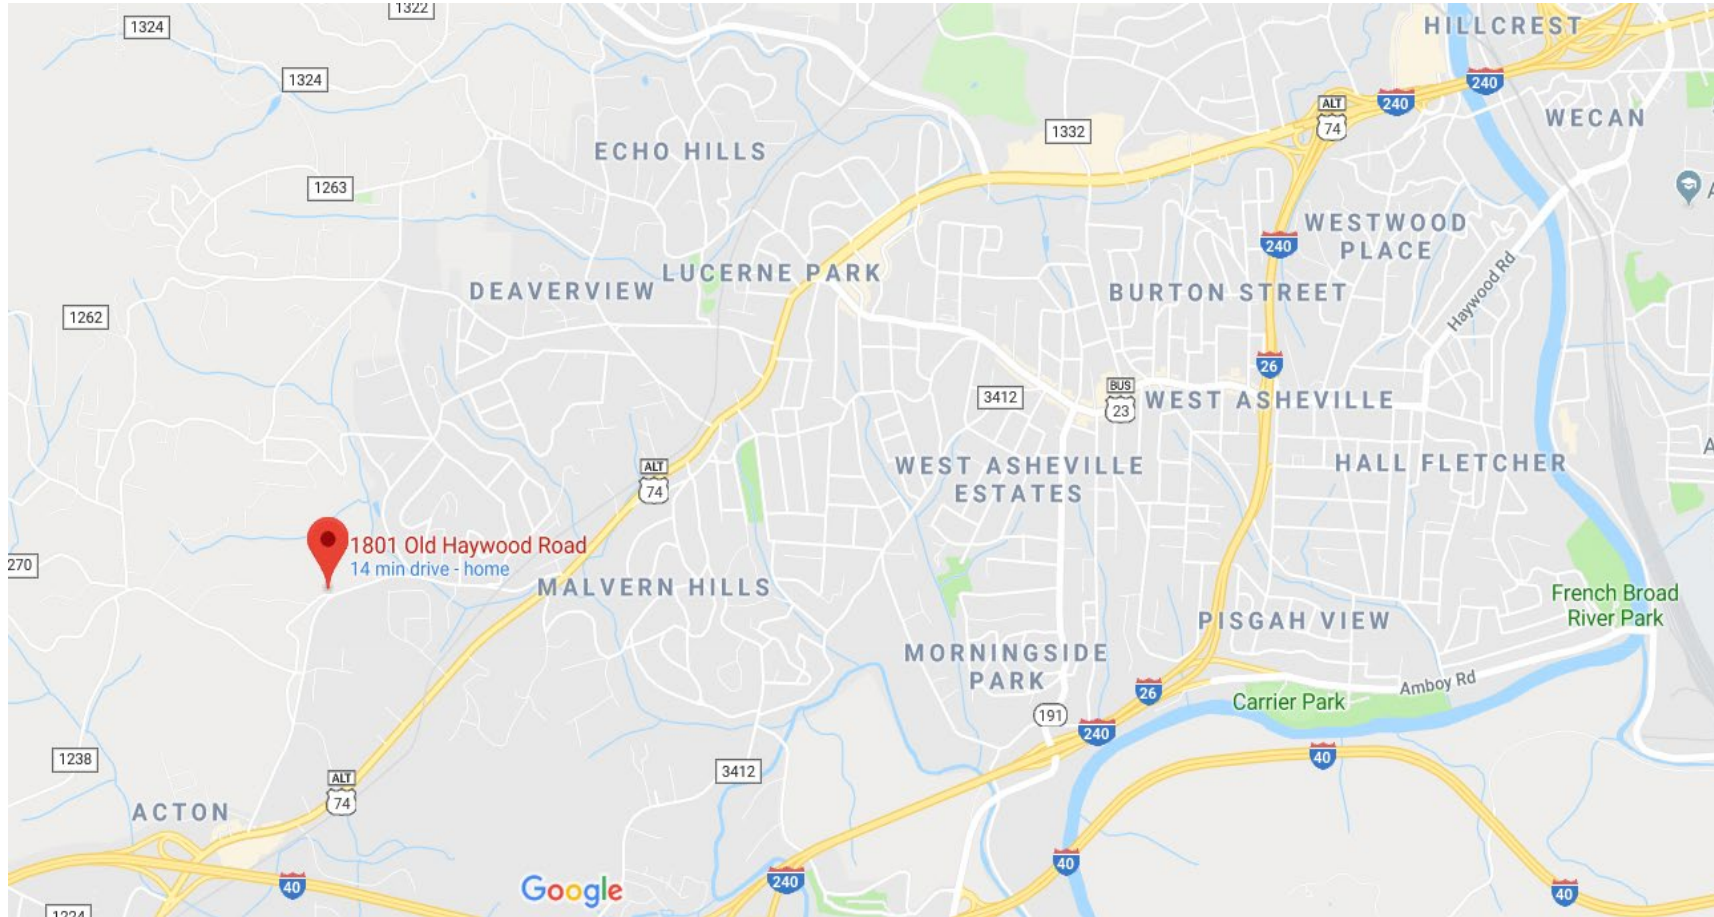 1322
1324
HILLCREST
1324
240
240
ALT
74
WECAN
1332
ECHO HILLS
1263
WESTWOOD
PLACE
240
LUCERNE PARK
DEAVERVIEW
BURTON STREET
Haywood Rd
1262
26
BUS
23
3412
WEST ASHEVILLE
WEST ASHEVILLE
ESTATES
HALL FLETCHER
ALT
74
1801 Old Haywood Road
14 min drive - home
270
MALVERN HILLS
French Broad
River Park
PISGAH VIEW
MORNINGSIDE
PARK
26
Amboy Rd
Carrier Park
191
240
40
1238
3412
ALT
74
ACTON
40
40
240
40
Google
1224